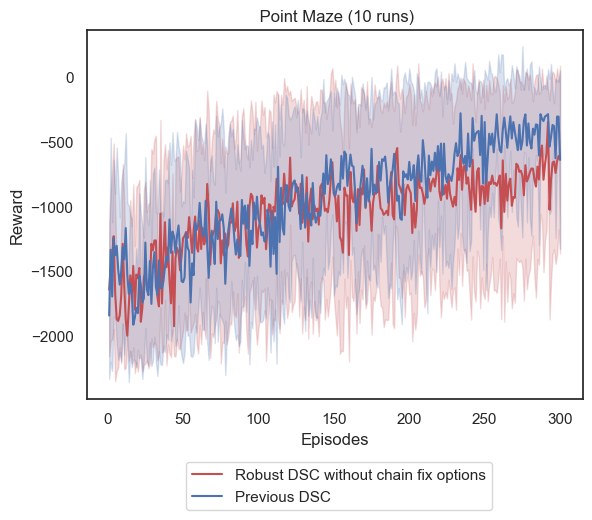 Point Maze (10 runs)
Reward
0
−500
−1000
−1500
−2000
0 50 100 150 200 250 300
Episodes
Robust DSC without chain fix options
Previous DSC